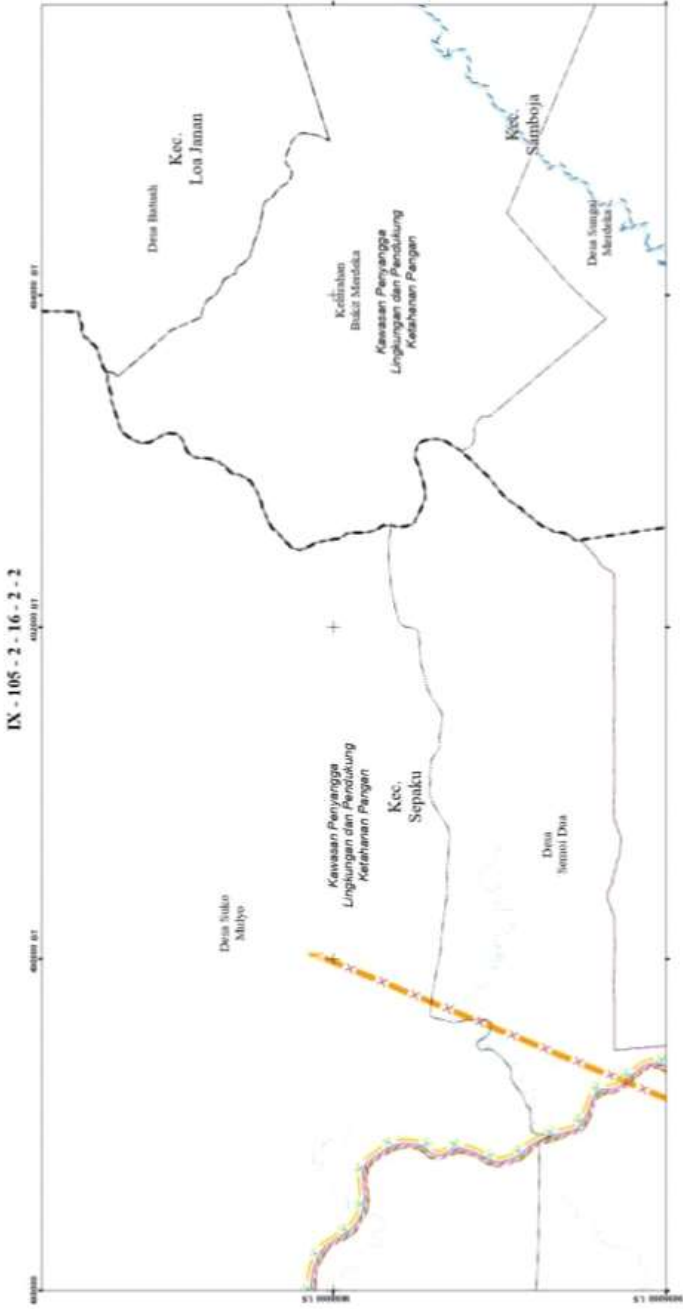 IX - 105 - 2 - 16 - 2 - 2
Desa Batuah
Kec.
Loa Janan
Kelurahan
Bukit Merdeka
Kawasan Penyangga
Lingkungan dan Pendukung
Ketahanan Pangan
Kec.
Samboja
Desa Sungai
Merdeka
Desa Suko
Mulyo
Kawasan Penyangga
Lingkungan dan Pendukung
Ketahanan Pangan
Kec.
Sepaku
Desa
Semoi Dua